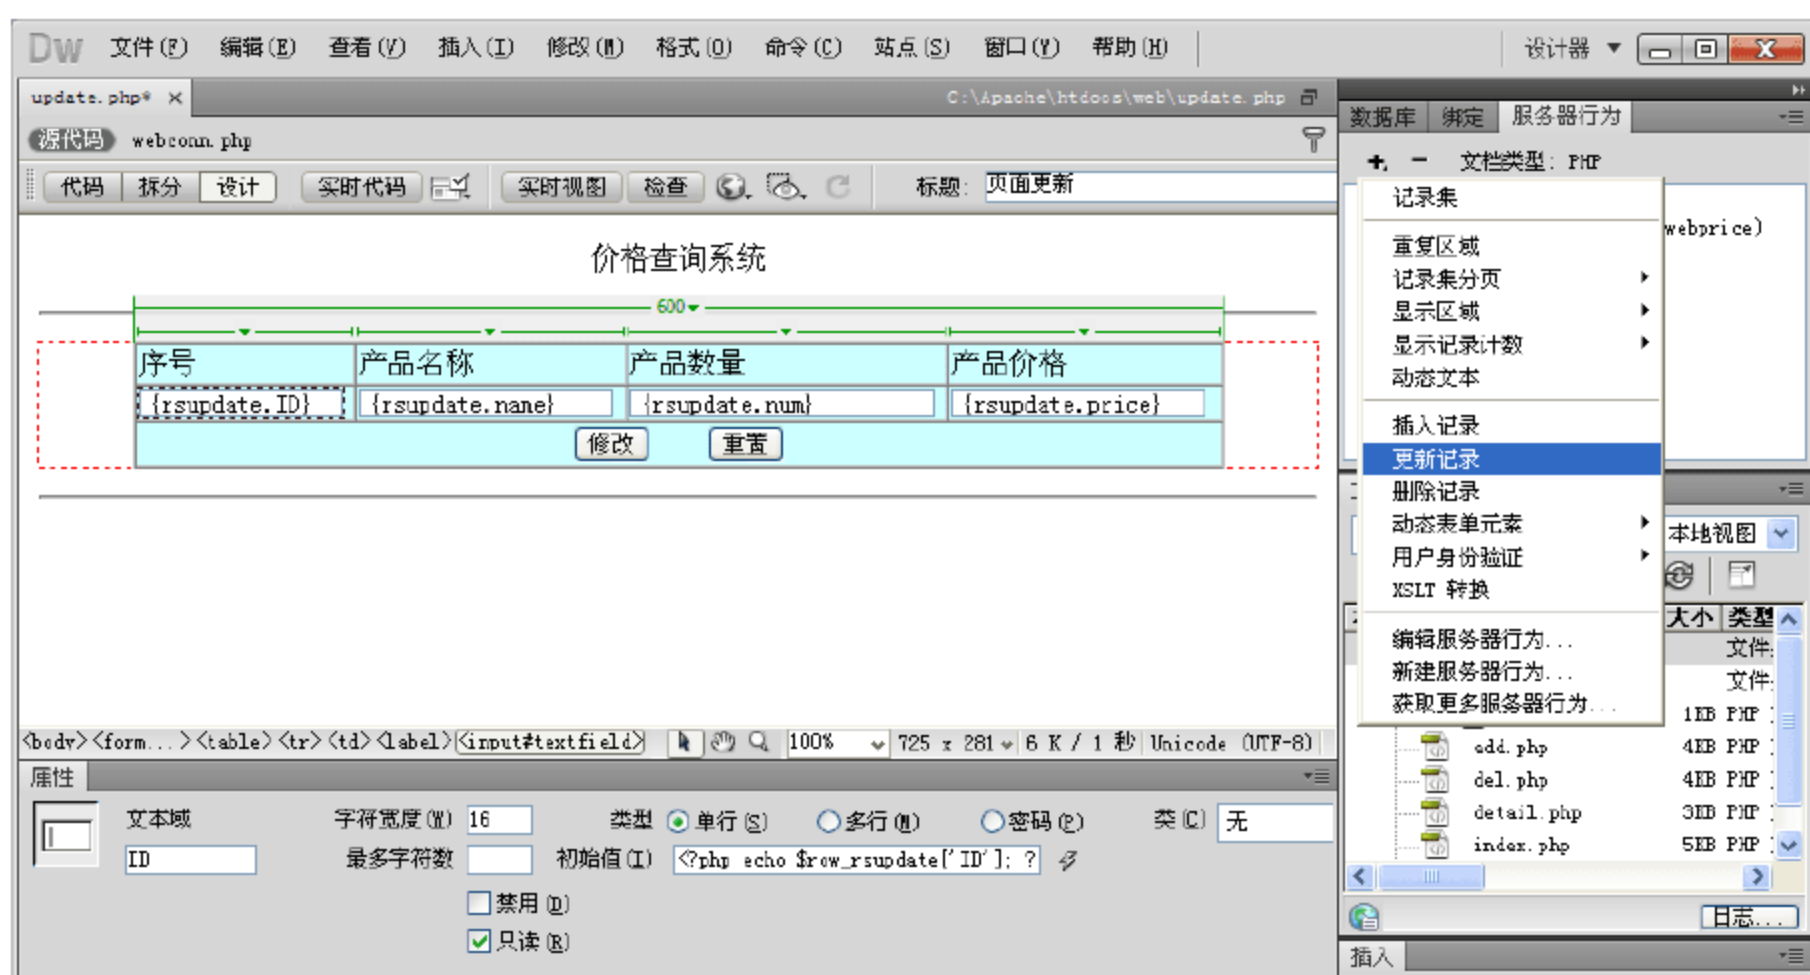 Dw 文件(F) 编辑(E) 查看(V) 插入(I) 修改(M) 格式(O) 命令(C) 站点(S) 窗口(Y) 帮助(H) 设计器
update.php* × C:\Apache\htdocs\web\update.php
源代码 webconn.php
代码 拆分 设计 实时代码 实时视图 检查 标题: 页面更新
价格查询系统
600
序号 产品名称 产品数量 产品价格
{rsupdate.ID} {rsupdate.name} {rsupdate.num} {rsupdate.price}
修改 重置
<body><form...><table><tr><td><label><input#textfield> 100% 725 x 281 6 K / 1 秒 Unicode (UTF-8)
属性
文本域 字符宽度(W) 16 类型 单行(S) 多行(M) 密码(P) 类(C) 无
ID 最多字符数 初始值(I) <?php echo $row_rsupdate['ID']; ?
禁用(D)
只读(R)
数据库 绑定 服务器行为
文档类型: PHP
记录集
webprice)
重复区域
记录集分页
显示区域
显示记录计数
动态文本
插入记录
更新记录
删除记录
动态表单元素
本地视图
用户身份验证
XSLT 转换
大小 类型
编辑服务器行为...
文件
新建服务器行为...
文件
获取更多服务器行为...
1KB PHP
add.php 4KB PHP
del.php 4KB PHP
detail.php 3KB PHP
index.php 5KB PHP
日志...
插入